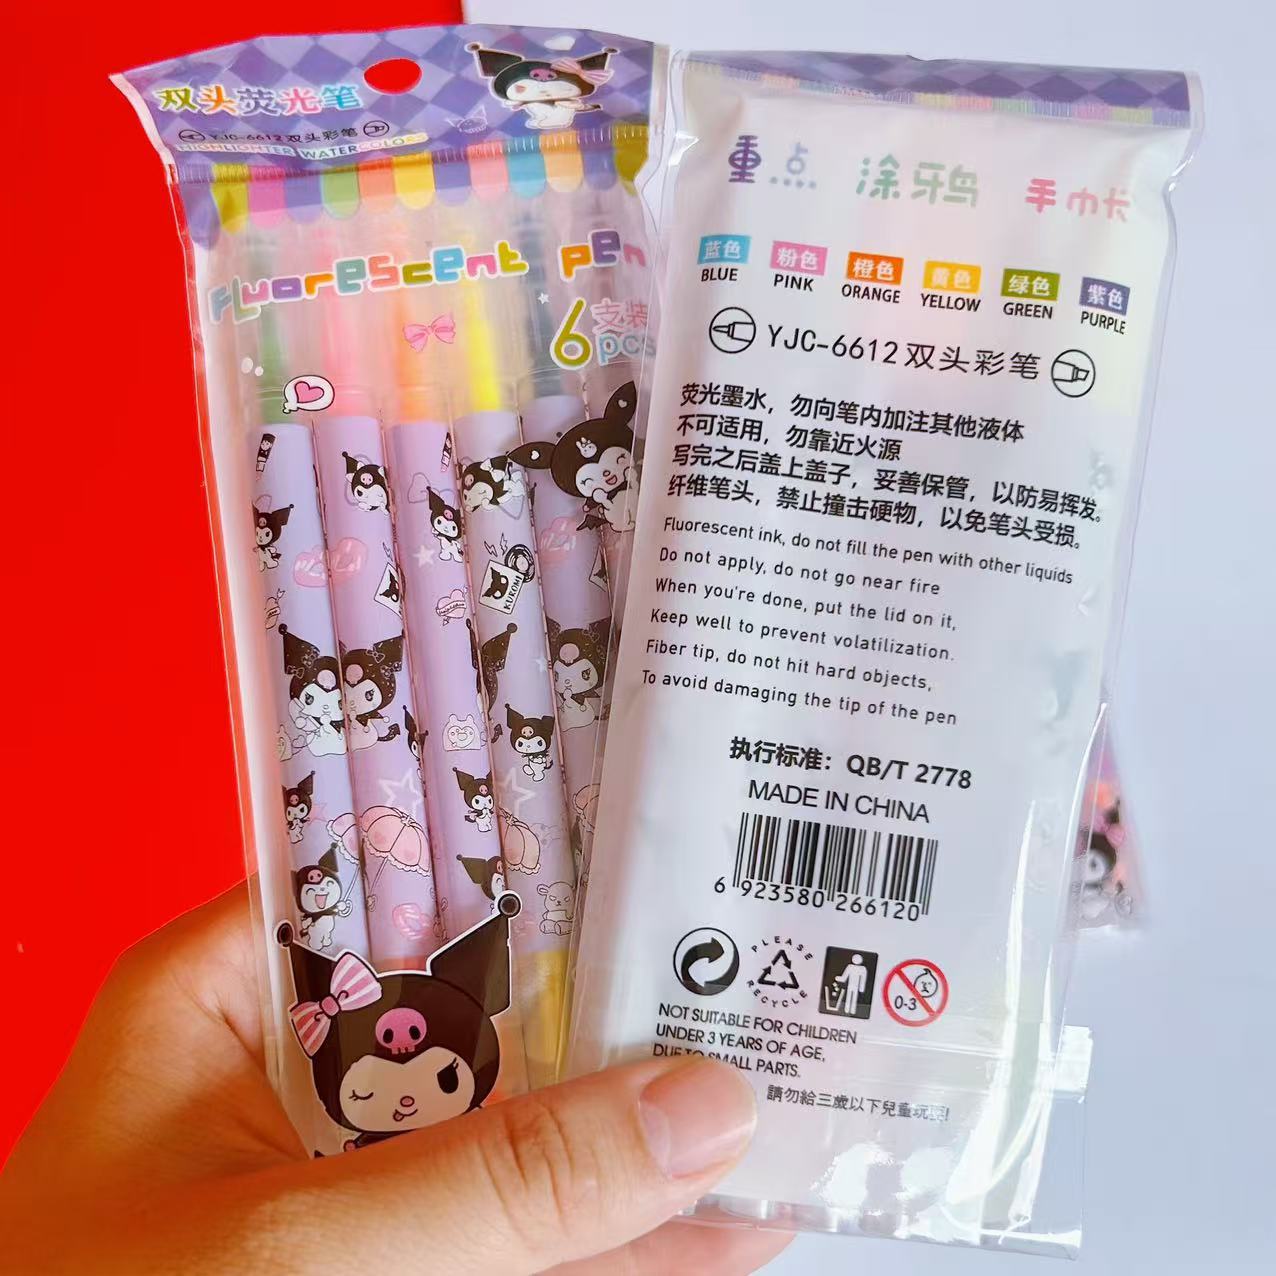 双头荧光笔
YJC-6612 双头彩笔
HIGHLIGHTER WATERCOLORS
Fluorescent pen
6支装
pcs
KUKOMI
重点 涂鸦 手巾长
蓝色 粉色 橙色 黄色 绿色 紫色
BLUE PINK ORANGE YELLOW GREEN PURPLE
YJC-6612 双头彩笔
荧光墨水，勿向笔内加注其他液体
不可适用，勿靠近火源
写完之后盖上盖子，妥善保管，以防易挥发。
纤维笔头，禁止撞击硬物，以免笔头受损。
Fluorescent ink, do not fill the pen with other liquids
Do not apply, do not go near fire
When you're done, put the lid on it,
Keep well to prevent volatilization.
Fiber tip, do not hit hard objects,
To avoid damaging the tip of the pen
执行标准：QB/T 2778
MADE IN CHINA
6 923580 266120
PLEASE
RECYCLE
0-3
NOT SUITABLE FOR CHILDREN
UNDER 3 YEARS OF AGE,
DUE TO SMALL PARTS.
請勿給三歲以下兒童玩耍!